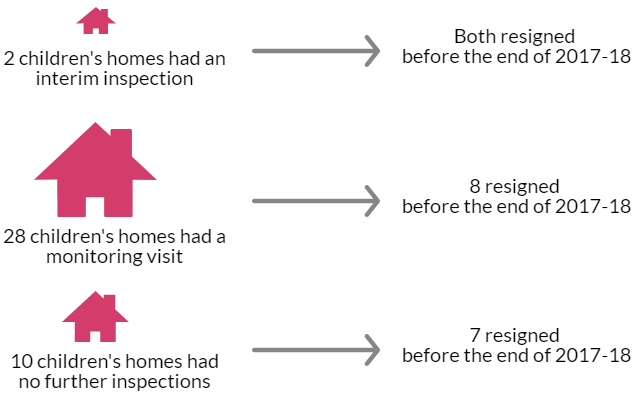 2 children's homes had an
interim inspection
Both resigned
before the end of 2017-18
28 children's homes had a
monitoring visit
8 resigned
before the end of 2017-18
10 children's homes had
no further inspections
7 resigned
before the end of 2017-18